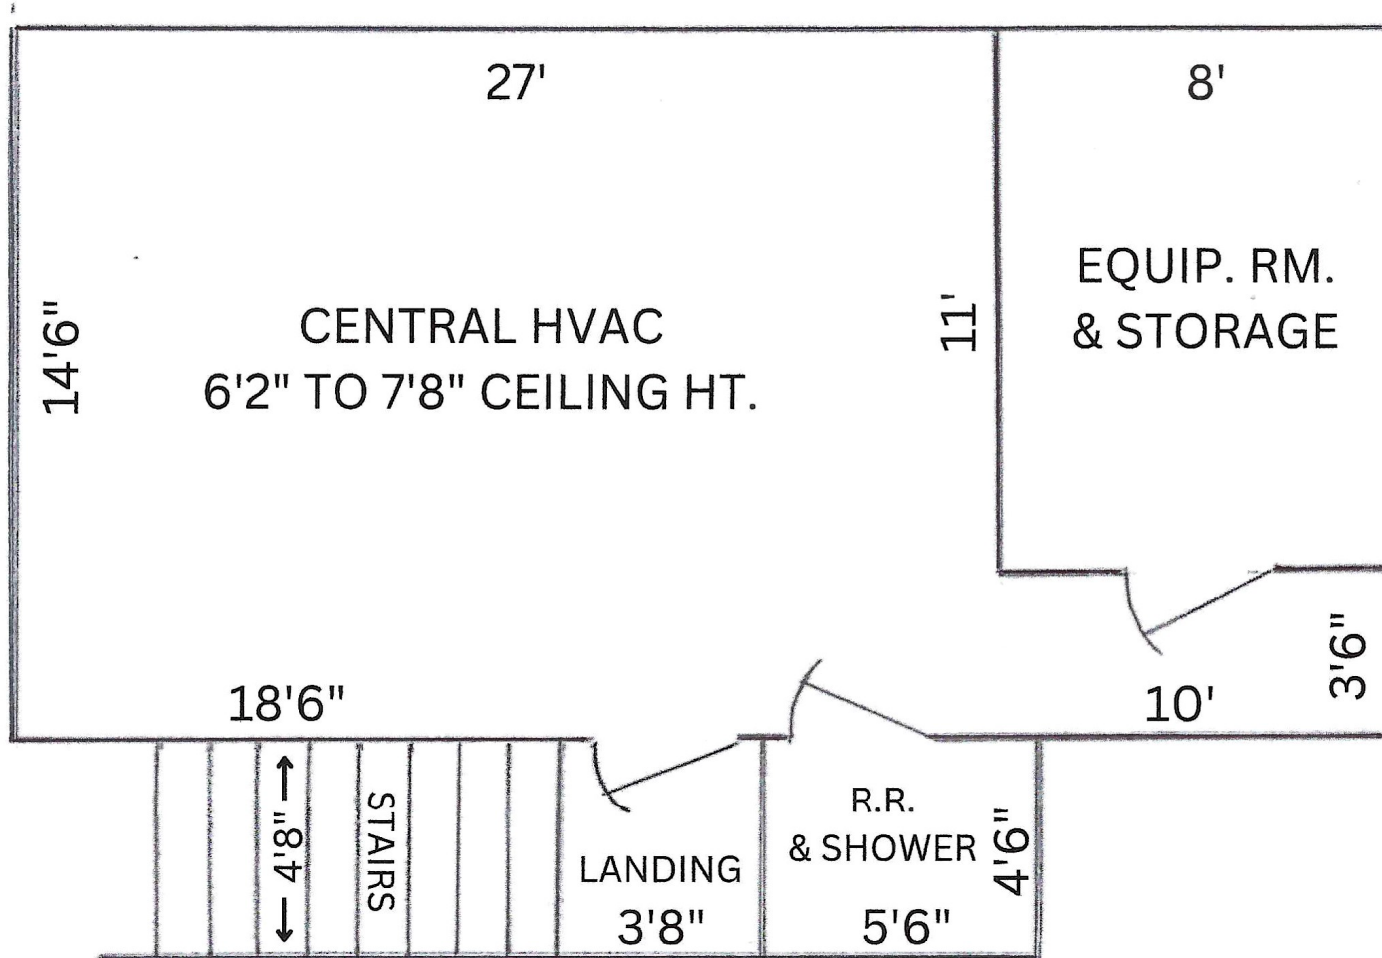 27'
8'
EQUIP. RM.
& STORAGE
14'6"
CENTRAL HVAC
6'2" TO 7'8" CEILING HT.
11'
18'6"
10'
3'6"
4'8"
STAIRS
LANDING
3'8"
R.R.
& SHOWER
4'6"
5'6"